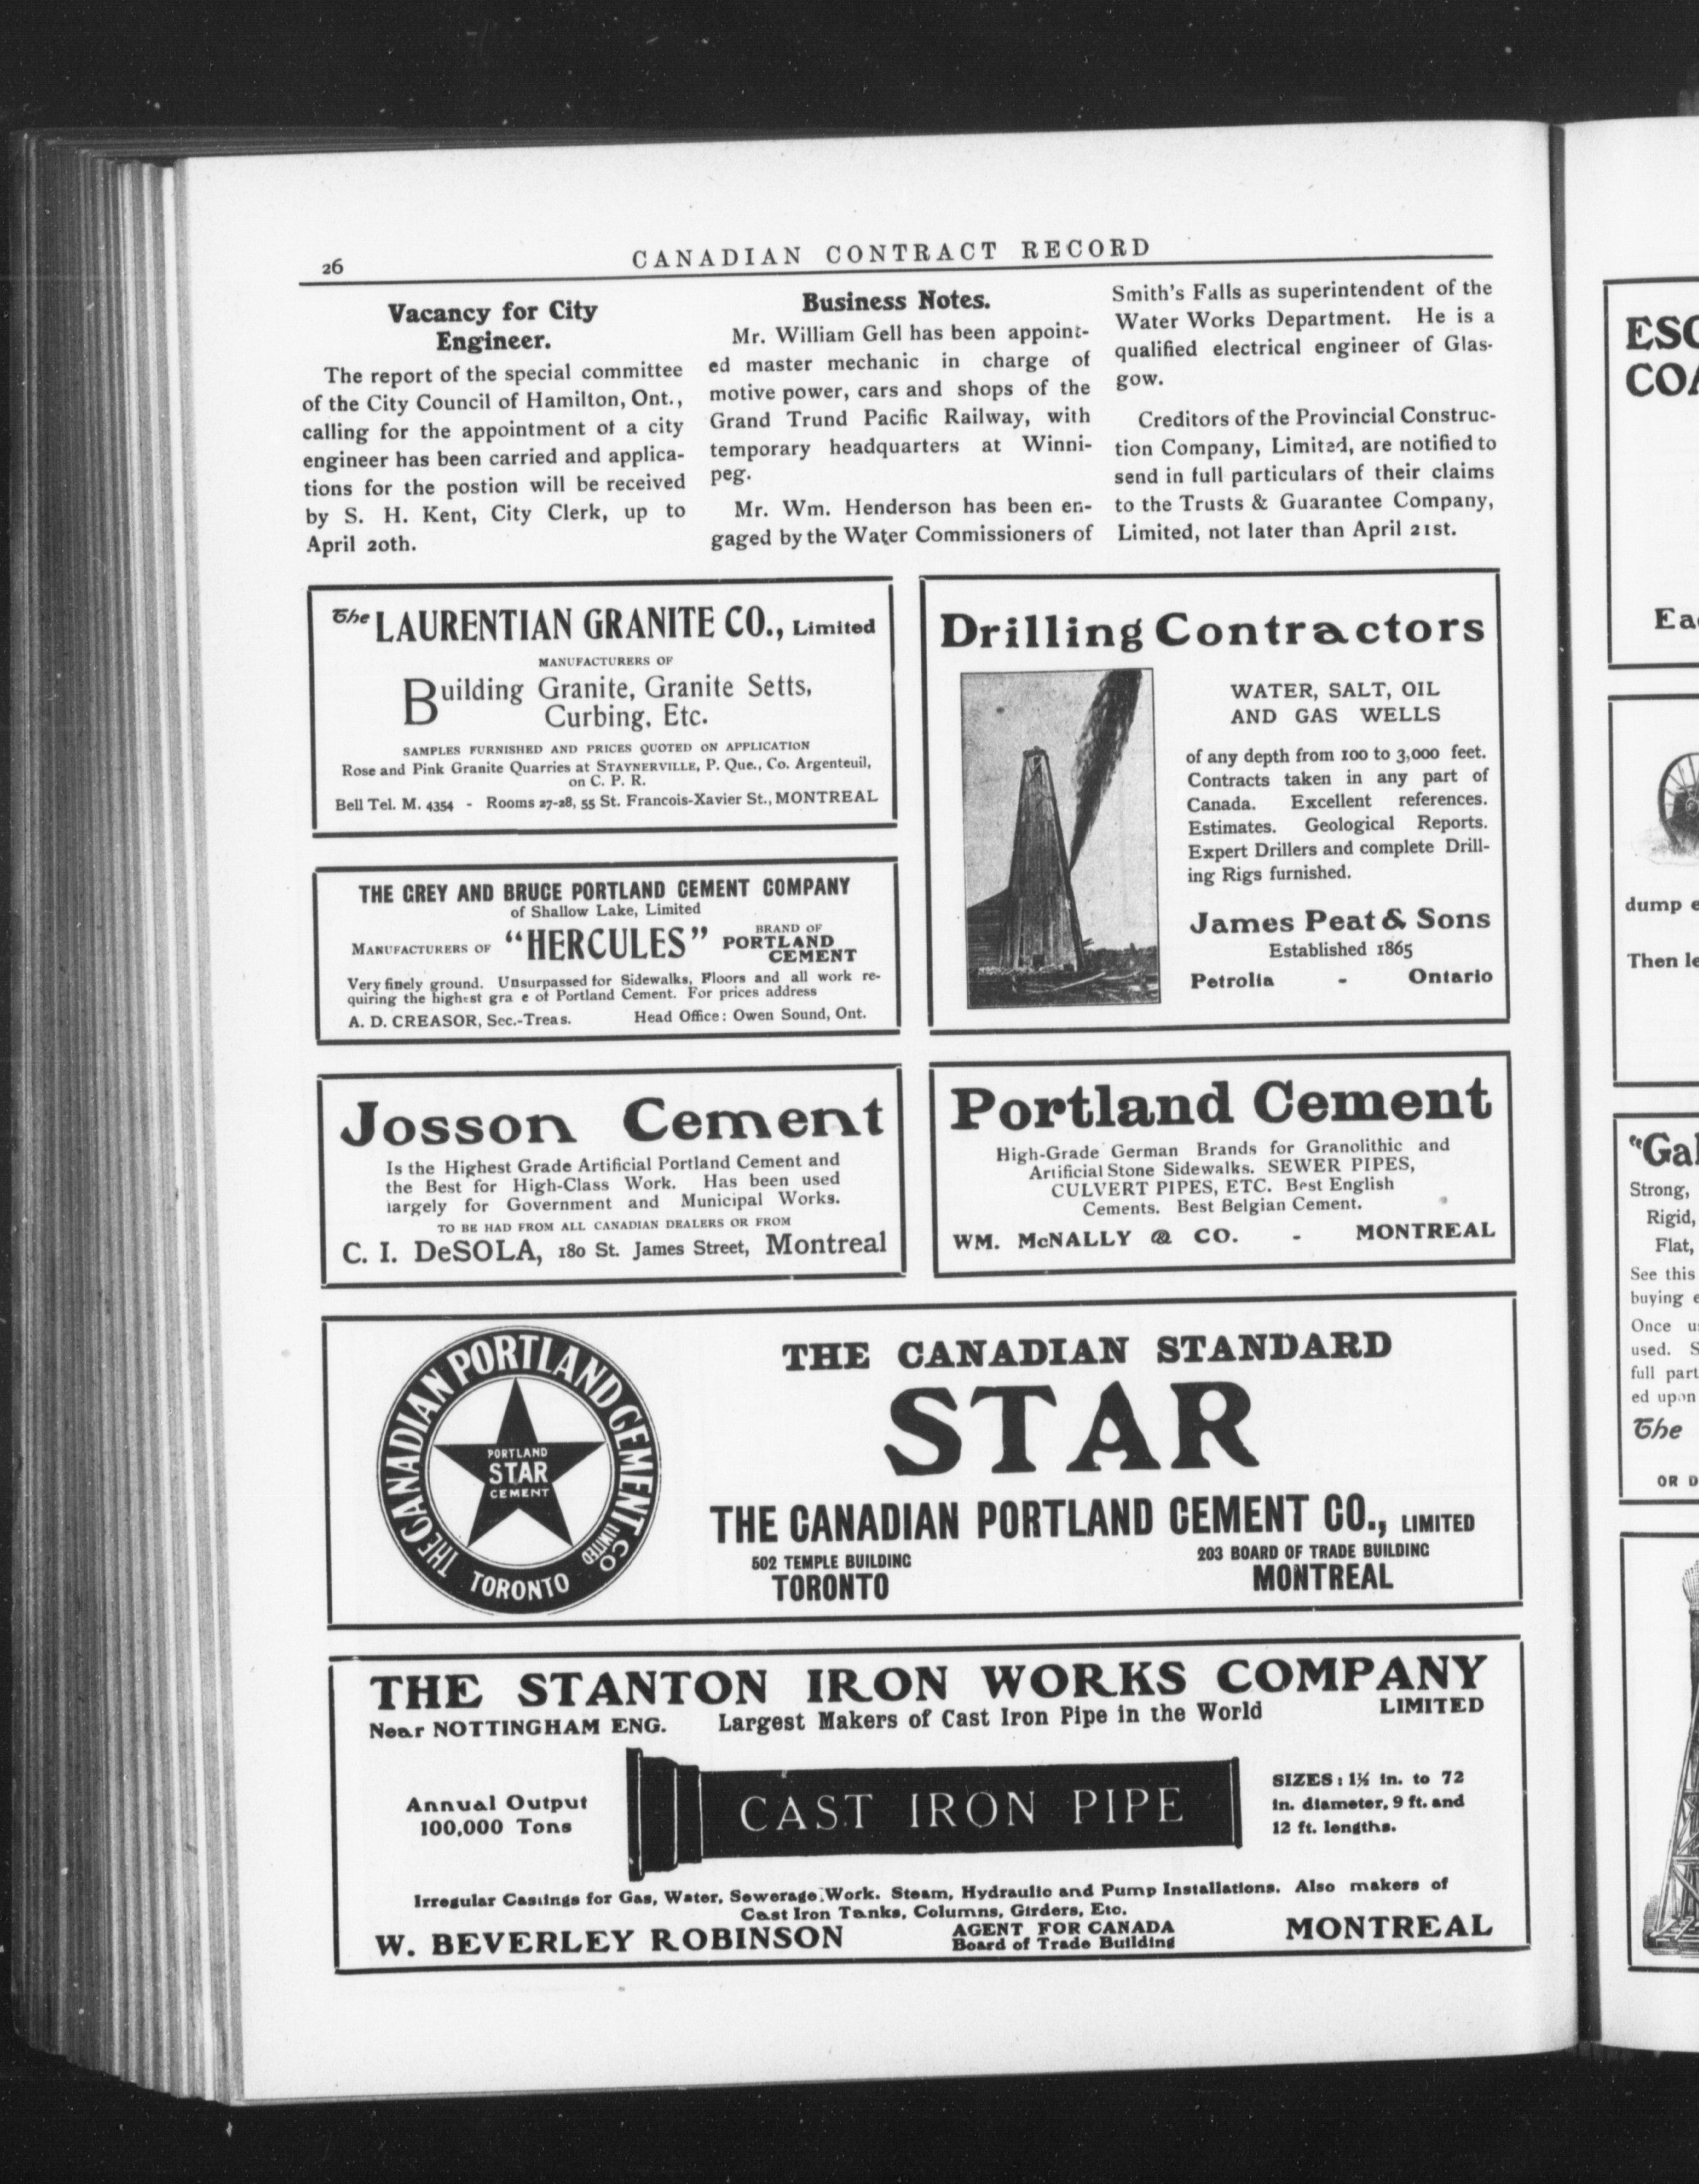 26
CANADIAN CONTRACT RECORD
Vacancy for City
Engineer.
The report of the special committee
of the City Council of Hamilton, Ont.,
calling for the appointment of a city
engineer has been carried and applica-
tions for the postion will be received
by S. H. Kent, City Clerk, up to
April 20th.
Business Notes.
Mr. William Gell has been appoint-
ed master mechanic in charge of
motive power, cars and shops of the
Grand Trund Pacific Railway, with
temporary headquarters at Winni-
peg.
Mr. Wm. Henderson has been en-
gaged by the Water Commissioners of
Smith's Falls as superintendent of the
Water Works Department. He is a
qualified electrical engineer of Glas-
gow.
Creditors of the Provincial Construc-
tion Company, Limited, are notified to
send in full particulars of their claims
to the Trusts & Guarantee Company,
Limited, not later than April 21st.
The LAURENTIAN GRANITE CO., Limited
MANUFACTURERS OF
Building Granite, Granite Setts,
Curbing, Etc.
SAMPLES FURNISHED AND PRICES QUOTED ON APPLICATION
Rose and Pink Granite Quarries at STAYNERVILLE, P. Que., Co. Argenteuil,
on C. P. R.
Bell Tel. M. 4354 - Rooms 27-28, 55 St. Francois-Xavier St., MONTREAL
THE GREY AND BRUCE PORTLAND CEMENT COMPANY
of Shallow Lake, Limited
MANUFACTURERS OF "HERCULES" BRAND OF
PORTLAND
CEMENT
Very finely ground. Unsurpassed for Sidewalks, Floors and all work re-
quiring the highest gra e of Portland Cement. For prices address
A. D. CREASOR, Sec.-Treas. Head Office: Owen Sound, Ont.
Drilling Contractors
WATER, SALT, OIL
AND GAS WELLS
of any depth from 100 to 3,000 feet.
Contracts taken in any part of
Canada. Excellent references.
Estimates. Geological Reports.
Expert Drillers and complete Drill-
ing Rigs furnished.
James Peat & Sons
Established 1865
Petrolia - Ontario
Josson Cement
Is the Highest Grade Artificial Portland Cement and
the Best for High-Class Work. Has been used
largely for Government and Municipal Works.
TO BE HAD FROM ALL CANADIAN DEALERS OR FROM
C. I. DeSOLA, 180 St. James Street, Montreal
Portland Cement
High-Grade German Brands for Granolithic and
Artificial Stone Sidewalks. SEWER PIPES,
CULVERT PIPES, ETC. Best English
Cements. Best Belgian Cement.
WM. McNALLY & CO. - MONTREAL
THE CANADIAN PORTLAND CEMENT CO LIMITED
TORONTO
PORTLAND
STAR
CEMENT
THE CANADIAN STANDARD
STAR
THE CANADIAN PORTLAND CEMENT CO., LIMITED
502 TEMPLE BUILDING
TORONTO
203 BOARD OF TRADE BUILDING
MONTREAL
THE STANTON IRON WORKS COMPANY
LIMITED
Near NOTTINGHAM ENG. Largest Makers of Cast Iron Pipe in the World
Annual Output
100,000 Tons
CAST IRON PIPE
SIZES: 1½ in. to 72
in. diameter, 9 ft. and
12 ft. lengths.
Irregular Castings for Gas, Water, Sewerage Work. Steam, Hydraulic and Pump Installations. Also makers of
Cast Iron Tanks, Columns, Girders, Etc.
W. BEVERLEY ROBINSON
AGENT FOR CANADA
Board of Trade Building
MONTREAL
dump
Then
Strong,
Rigid,
Flat,
See this
buying
Once
used.
full
ed upon
The
OR